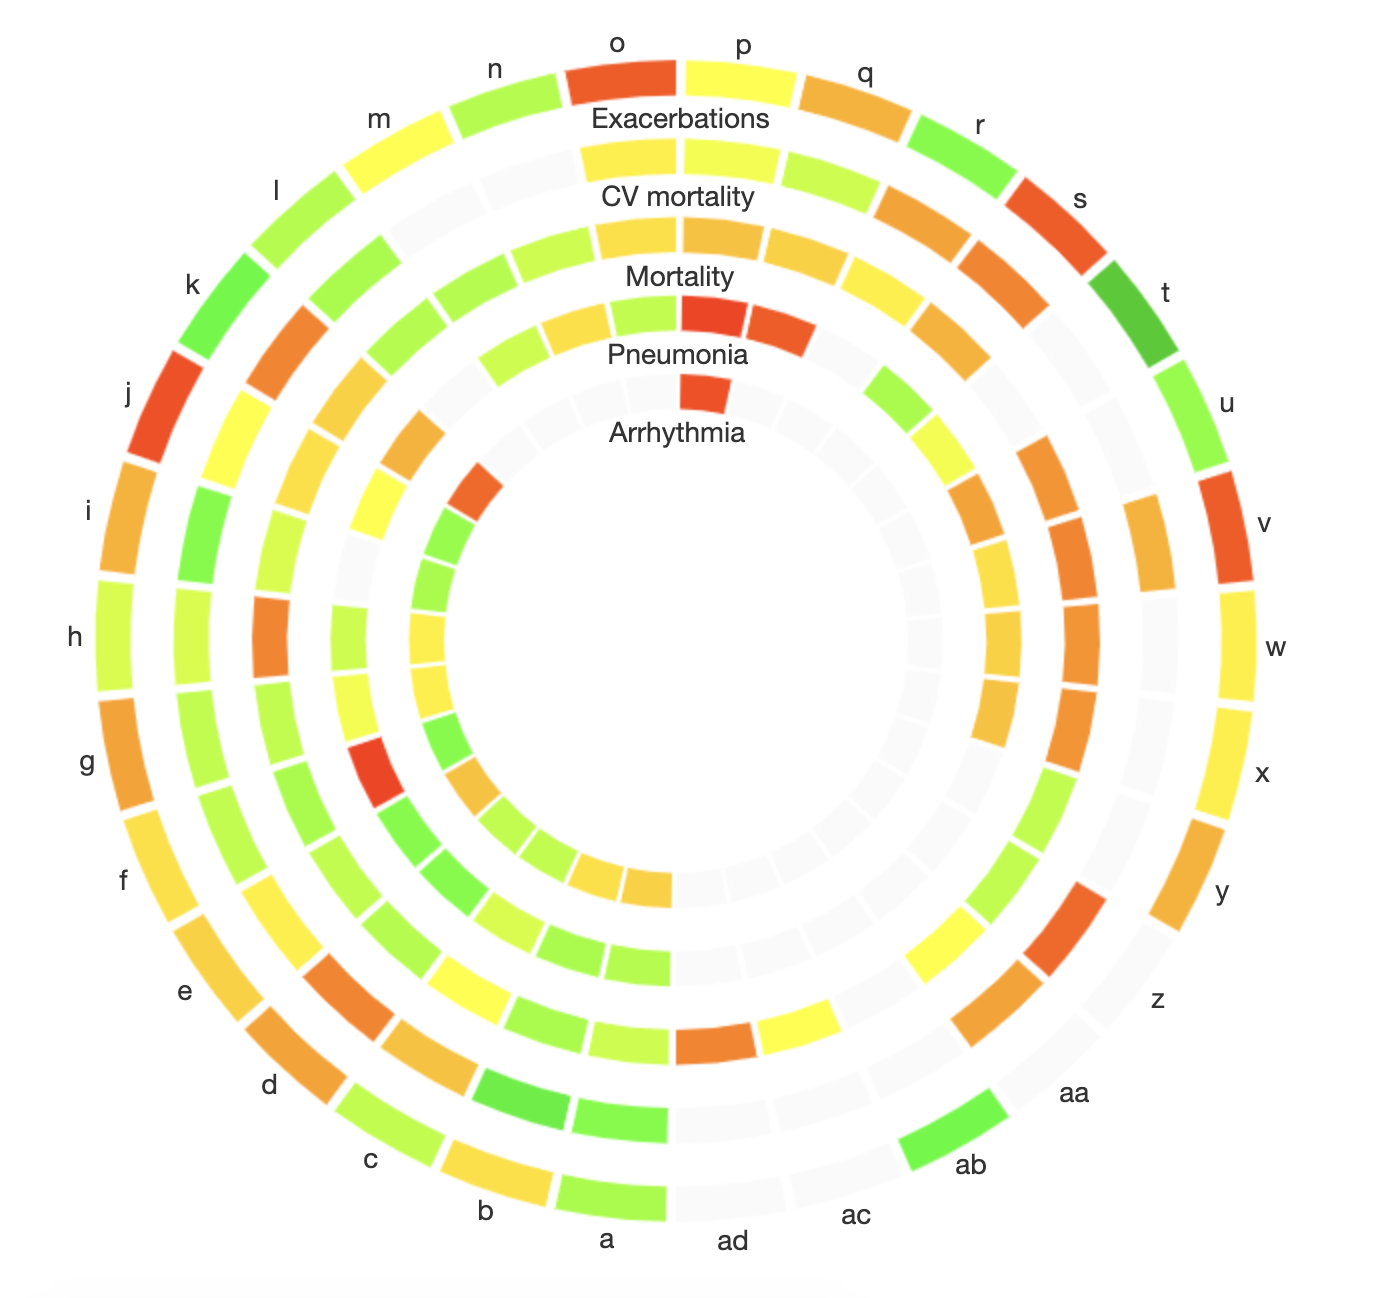 o
p
n
q
Exacerbations
m
r
l
CV mortality
s
k
Mortality
t
Pneumonia
j
u
Arrhythmia
i
v
h
w
g
x
f
y
e
z
d
aa
c
ab
b
ac
a
ad